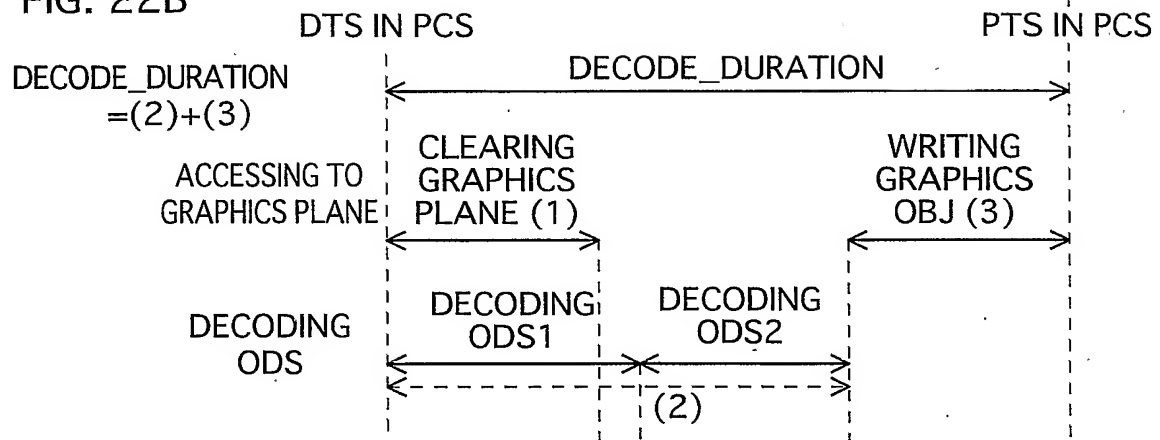 FIG. 22B
DTS IN PCS
PTS IN PCS
DECODE_DURATION
=(2)+(3)
DECODE_DURATION
ACCESSING TO
GRAPHICS PLANE
CLEARING
GRAPHICS
PLANE (1)
WRITING
GRAPHICS
OBJ (3)
DECODING
ODS
DECODING
ODS1
DECODING
ODS2
(2)